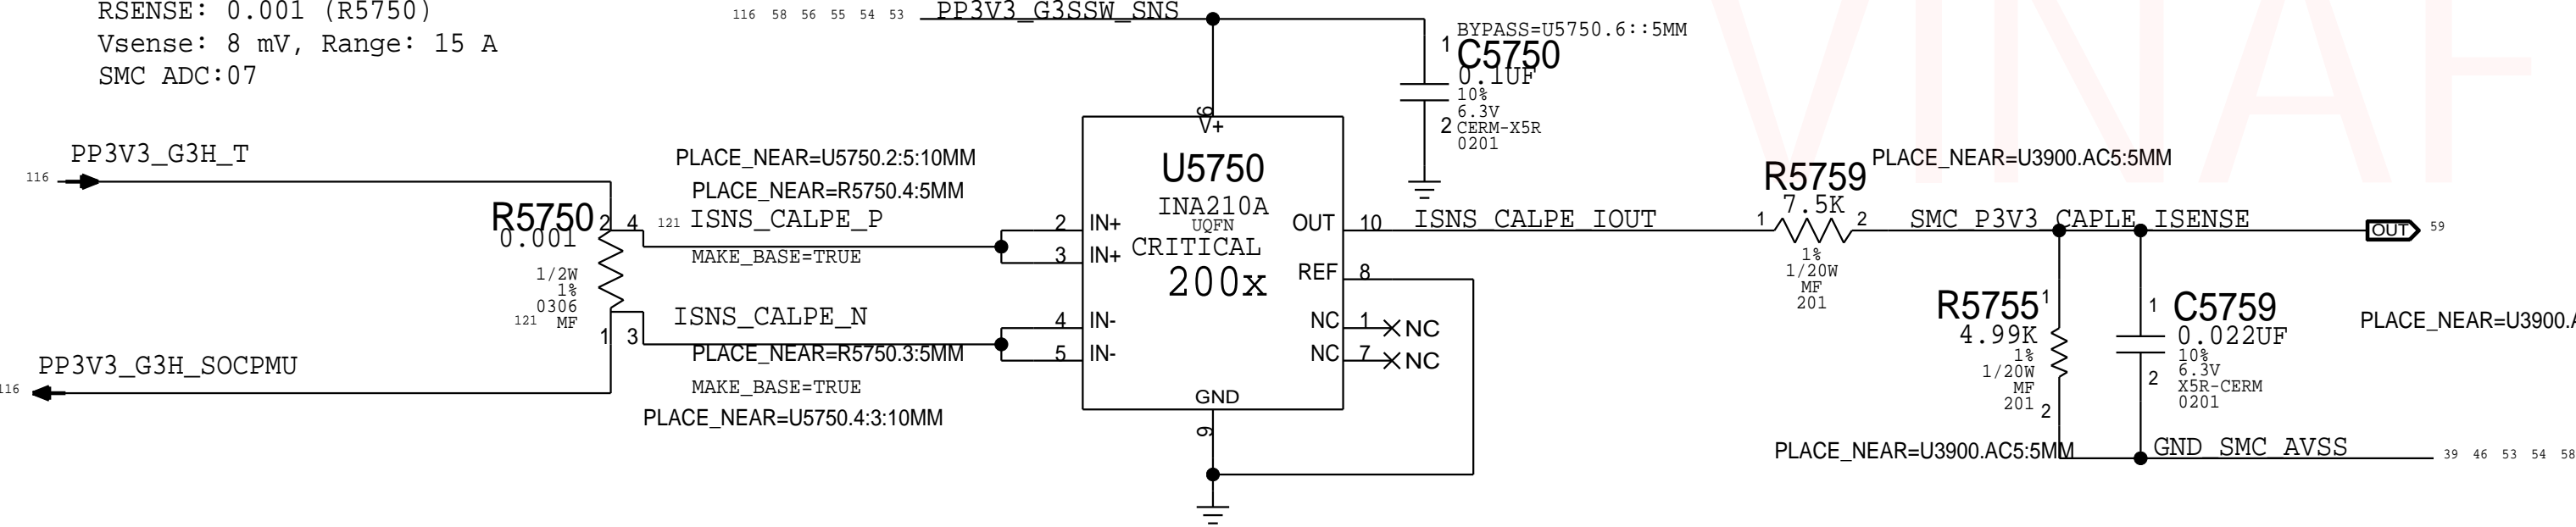 RSENSE: 0.001 (R5750)
Vsense: 8 mV, Range: 15 A
SMC ADC:07
116 58 56 55 54 53 PP3V3_G3SSW_SNS
BYPASS=U5750.6::5MM
1 C5750
0.1UF
10%
6.3V
2 CERM-X5R
0201
6
V+
PP3V3_G3H_T
116
PLACE_NEAR=U5750.2:5:10MM
PLACE_NEAR=R5750.4:5MM
R5750 2 4
0.001
1/2W
1%
0306
121 MF
1 3
121 ISNS_CALPE_P
MAKE_BASE=TRUE
ISNS_CALPE_N
PLACE_NEAR=R5750.3:5MM
MAKE_BASE=TRUE
PLACE_NEAR=U5750.4:3:10MM
PP3V3_G3H_SOCPMU
116
2 IN+
3 IN+
4 IN-
5 IN-
U5750
INA210A
UQFN
CRITICAL
200x
OUT 10
REF 8
NC 1 NC
NC 7 NC
GND
9
ISNS_CALPE_IOUT
R5759
7.5K
1 2
1%
1/20W
MF
201
PLACE_NEAR=U3900.AC5:5MM
SMC_P3V3_CAPLE_ISENSE
OUT 59
R5755 1
4.99K
1%
1/20W
MF
201 2
1 C5759
0.022UF
10%
6.3V
2 X5R-CERM
0201
PLACE_NEAR=U3900.A
PLACE_NEAR=U3900.AC5:5MM
GND_SMC_AVSS
39 46 53 54 58
VINAF